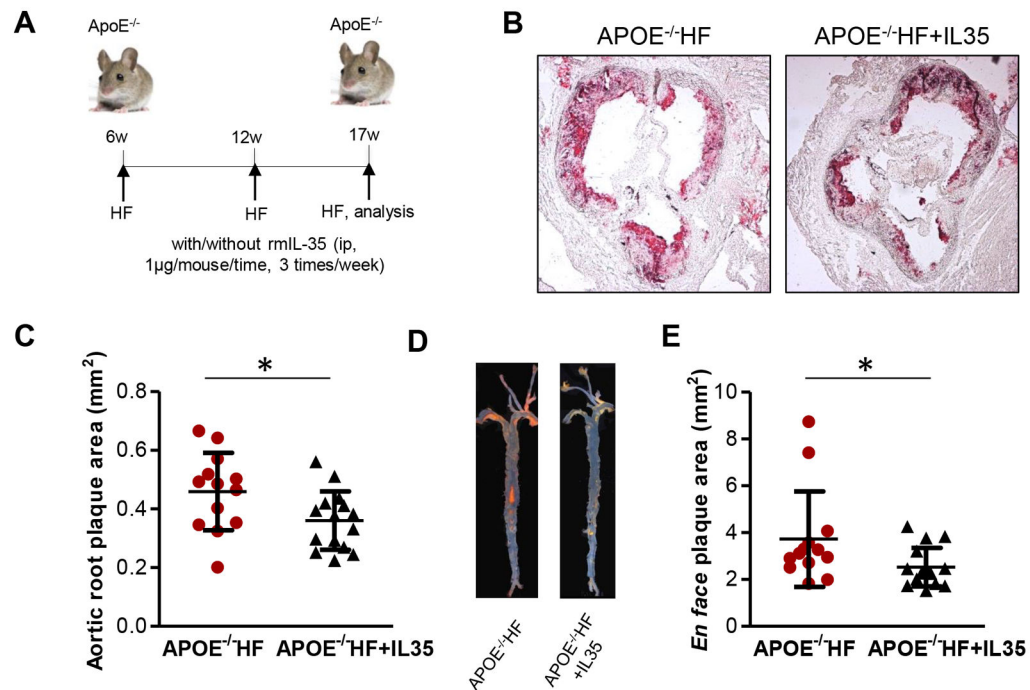 A
ApoE-/-
ApoE-/-
6w
12w
17w
HF
HF
HF, analysis
with/without rmIL-35 (ip,
1µg/mouse/time, 3 times/week)
B
APOE-/-HF
APOE-/-HF+IL35
C
Aortic root plaque area (mm2)
0.8
0.6
0.4
0.2
0.0
*
APOE-/-HF
APOE-/-HF+IL35
D
APOE-/-HF
APOE-/-HF
+IL35
E
En face plaque area (mm2)
10
8
6
4
2
0
*
APOE-/-HF
APOE-/-HF+IL35